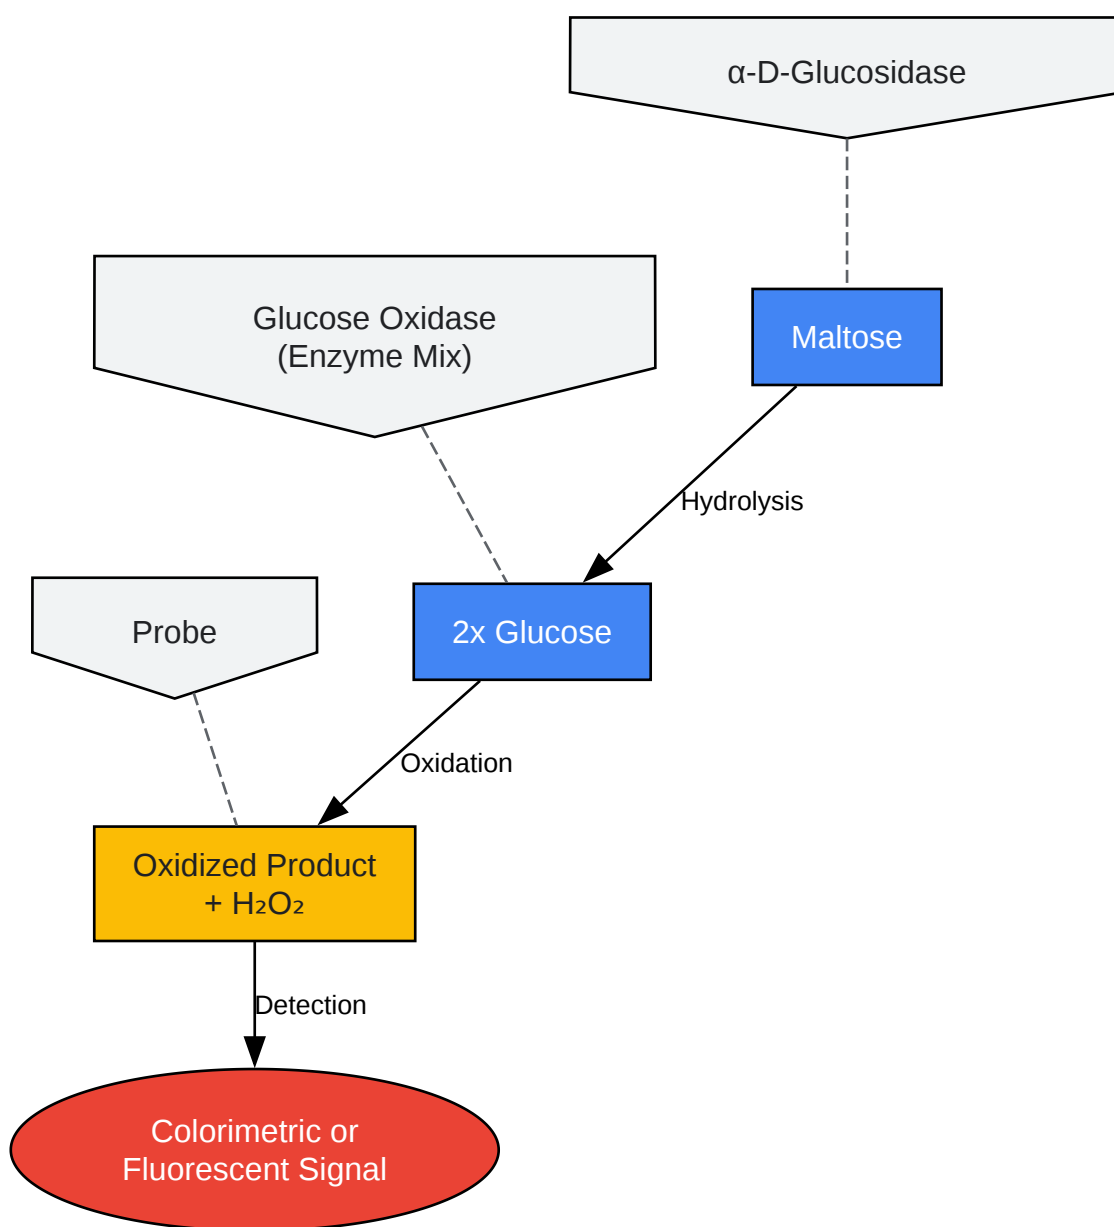 α-D-Glucosidase
Glucose Oxidase
(Enzyme Mix)
Maltose
Hydrolysis
Probe
2x Glucose
Oxidation
Oxidized Product
+ H₂O₂
Detection
Colorimetric or
Fluorescent Signal